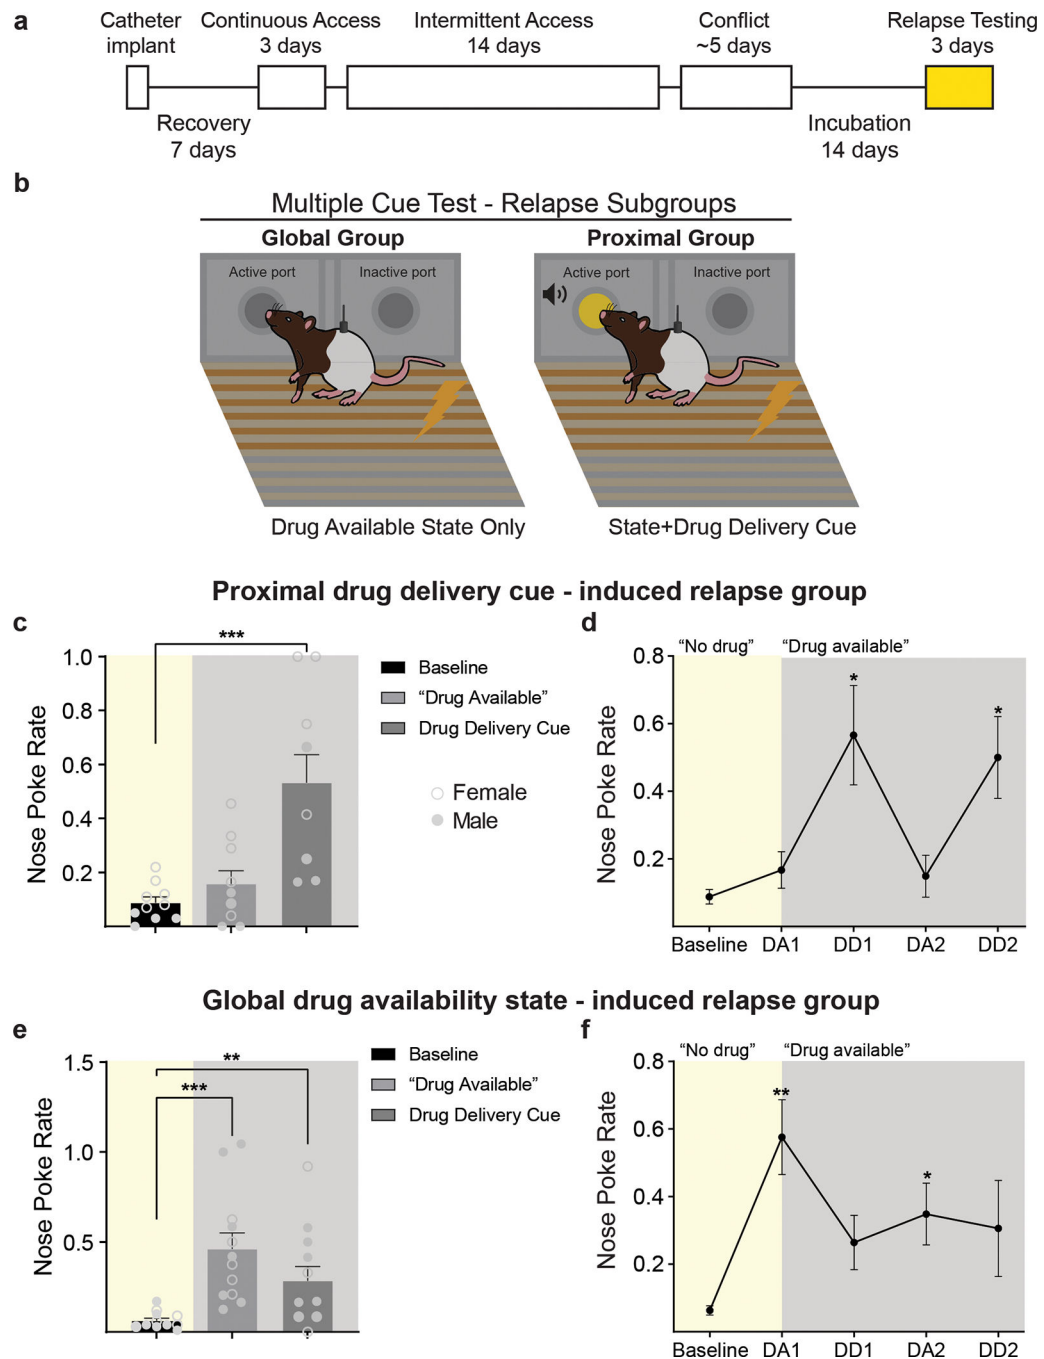 a
Catheter
implant
Continuous Access
3 days
Intermittent Access
14 days
Conflict
~5 days
Relapse Testing
3 days
Recovery
7 days
Incubation
14 days
b
Multiple Cue Test - Relapse Subgroups
Global Group
Proximal Group
Active port
Inactive port
Active port
Inactive port
Drug Available State Only
State+Drug Delivery Cue
Proximal drug delivery cue - induced relapse group
c
***
1.0
0.8
0.6
0.4
0.2
Nose Poke Rate
Baseline
“Drug Available”
Drug Delivery Cue
Female
Male
d
“No drug”
“Drug available”
0.8
0.6
0.4
0.2
Nose Poke Rate
*
*
Baseline
DA1
DD1
DA2
DD2
Global drug availability state - induced relapse group
e
**
***
1.5
1.0
0.5
Nose Poke Rate
Baseline
“Drug Available”
Drug Delivery Cue
f
“No drug”
“Drug available”
0.8
0.6
0.4
0.2
Nose Poke Rate
**
*
Baseline
DA1
DD1
DA2
DD2